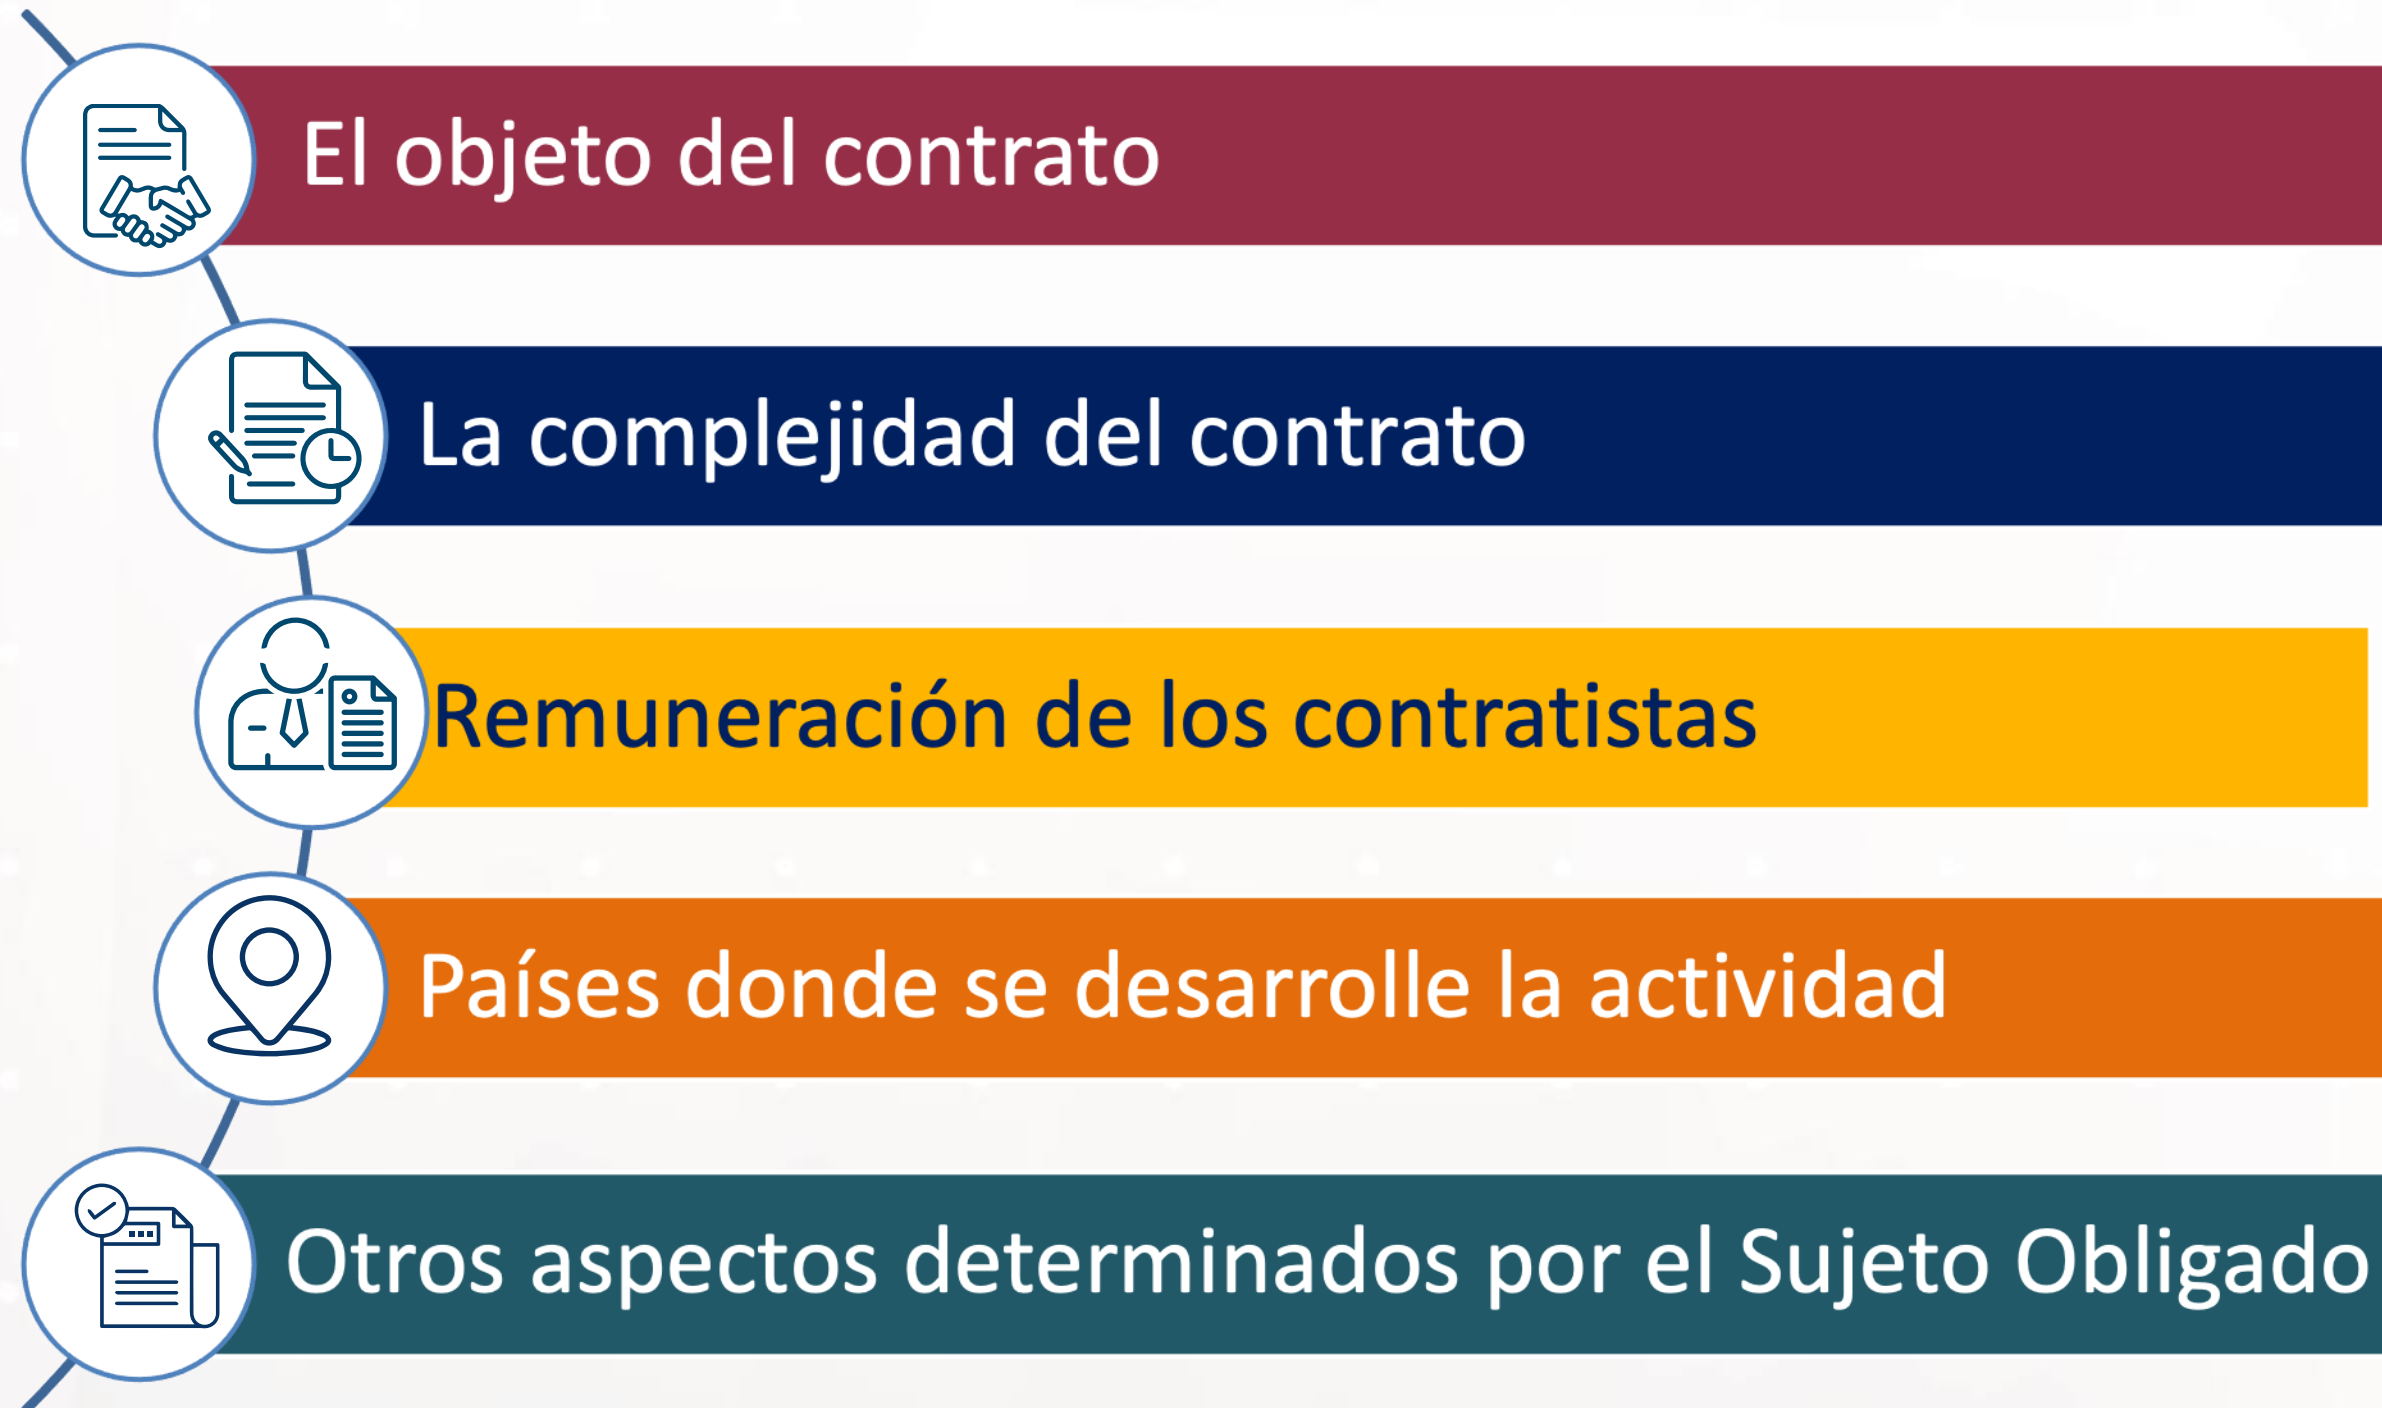 El objeto del contrato
La complejidad del contrato
Remuneración de los contratistas
Países donde se desarrolle la actividad
Otros aspectos determinados por el Sujeto Obligado